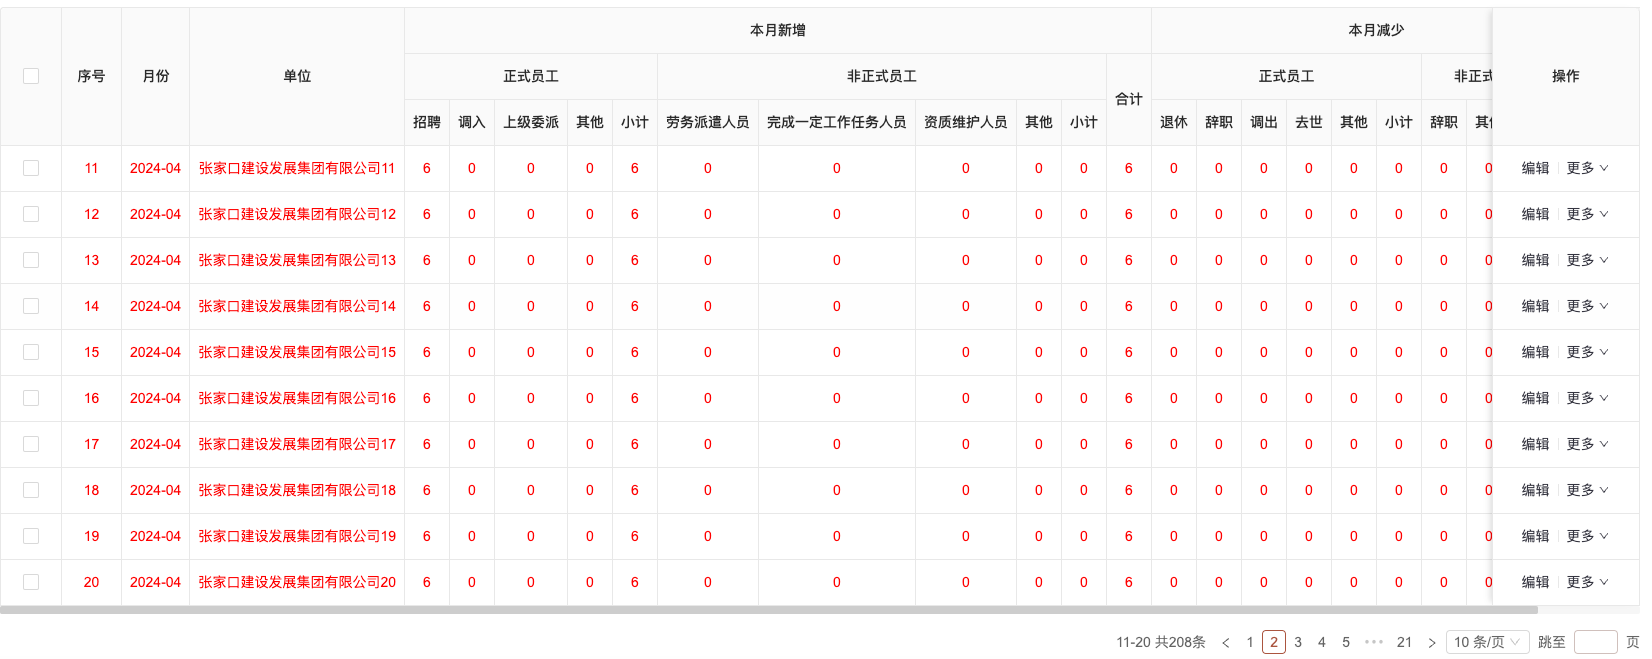 本月新增 本月减少
序号 月份 单位 正式员工 非正式员工 合计 正式员工 非正式 操作
招聘 调入 上级委派 其他 小计 劳务派遣人员 完成一定工作任务人员 资质维护人员 其他 小计 退休 辞职 调出 去世 其他 小计 辞职
11 2024-04 张家口建设发展集团有限公司11 6 0 0 0 6 0 0 0 0 0 6 0 0 0 0 0 0 0 0 编辑 更多
12 2024-04 张家口建设发展集团有限公司12 6 0 0 0 6 0 0 0 0 0 6 0 0 0 0 0 0 0 0 编辑 更多
13 2024-04 张家口建设发展集团有限公司13 6 0 0 0 6 0 0 0 0 0 6 0 0 0 0 0 0 0 0 编辑 更多
14 2024-04 张家口建设发展集团有限公司14 6 0 0 0 6 0 0 0 0 0 6 0 0 0 0 0 0 0 0 编辑 更多
15 2024-04 张家口建设发展集团有限公司15 6 0 0 0 6 0 0 0 0 0 6 0 0 0 0 0 0 0 0 编辑 更多
16 2024-04 张家口建设发展集团有限公司16 6 0 0 0 6 0 0 0 0 0 6 0 0 0 0 0 0 0 0 编辑 更多
17 2024-04 张家口建设发展集团有限公司17 6 0 0 0 6 0 0 0 0 0 6 0 0 0 0 0 0 0 0 编辑 更多
18 2024-04 张家口建设发展集团有限公司18 6 0 0 0 6 0 0 0 0 0 6 0 0 0 0 0 0 0 0 编辑 更多
19 2024-04 张家口建设发展集团有限公司19 6 0 0 0 6 0 0 0 0 0 6 0 0 0 0 0 0 0 0 编辑 更多
20 2024-04 张家口建设发展集团有限公司20 6 0 0 0 6 0 0 0 0 0 6 0 0 0 0 0 0 0 0 编辑 更多
11-20 共208条 < 1 2 3 4 5 ••• 21 > 10 条/页 跳至 页